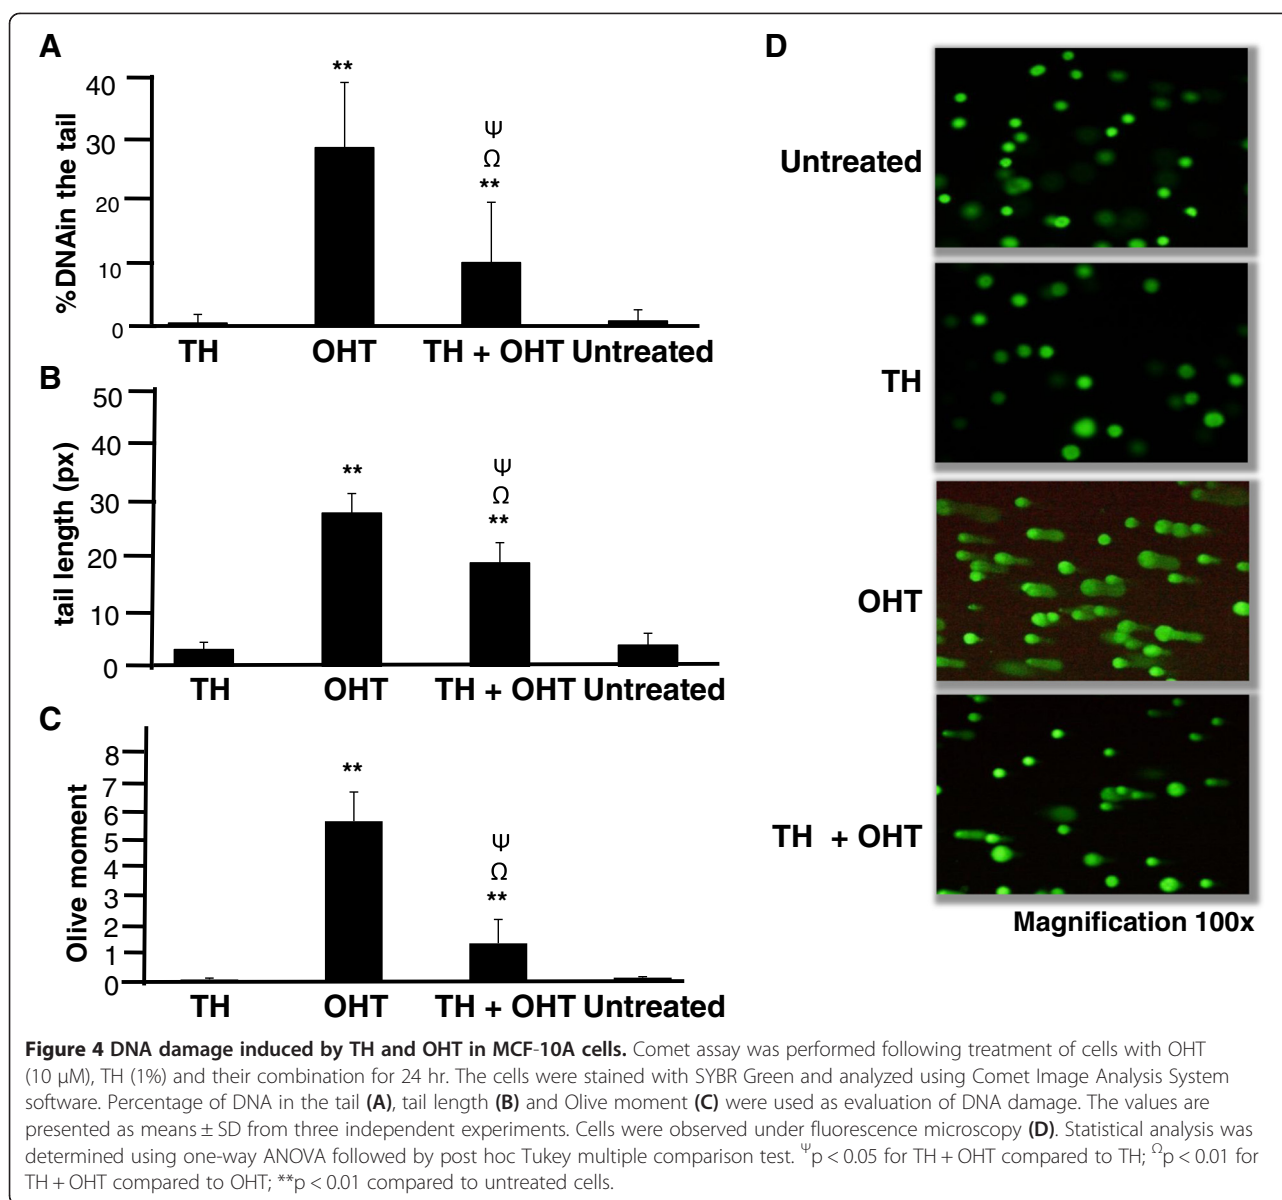 A
**
40
30
20
10
0
%DNAin the tail
Ψ
Ω
**
TH OHT TH + OHT Untreated
B
50
40
30
20
10
0
tail length (px)
**
Ψ
Ω
**
TH OHT TH + OHT Untreated
C
8
7
6
5
4
3
2
1
0
Olive moment
**
Ψ
Ω
**
TH OHT TH + OHT Untreated
D
Untreated
TH
OHT
TH + OHT
Magnification 100x
Figure 4 DNA damage induced by TH and OHT in MCF-10A cells. Comet assay was performed following treatment of cells with OHT
(10 μM), TH (1%) and their combination for 24 hr. The cells were stained with SYBR Green and analyzed using Comet Image Analysis System
software. Percentage of DNA in the tail (A), tail length (B) and Olive moment (C) were used as evaluation of DNA damage. The values are
presented as means ± SD from three independent experiments. Cells were observed under fluorescence microscopy (D). Statistical analysis was
determined using one-way ANOVA followed by post hoc Tukey multiple comparison test. Ψp < 0.05 for TH + OHT compared to TH; Ωp < 0.01 for
TH + OHT compared to OHT; **p < 0.01 compared to untreated cells.